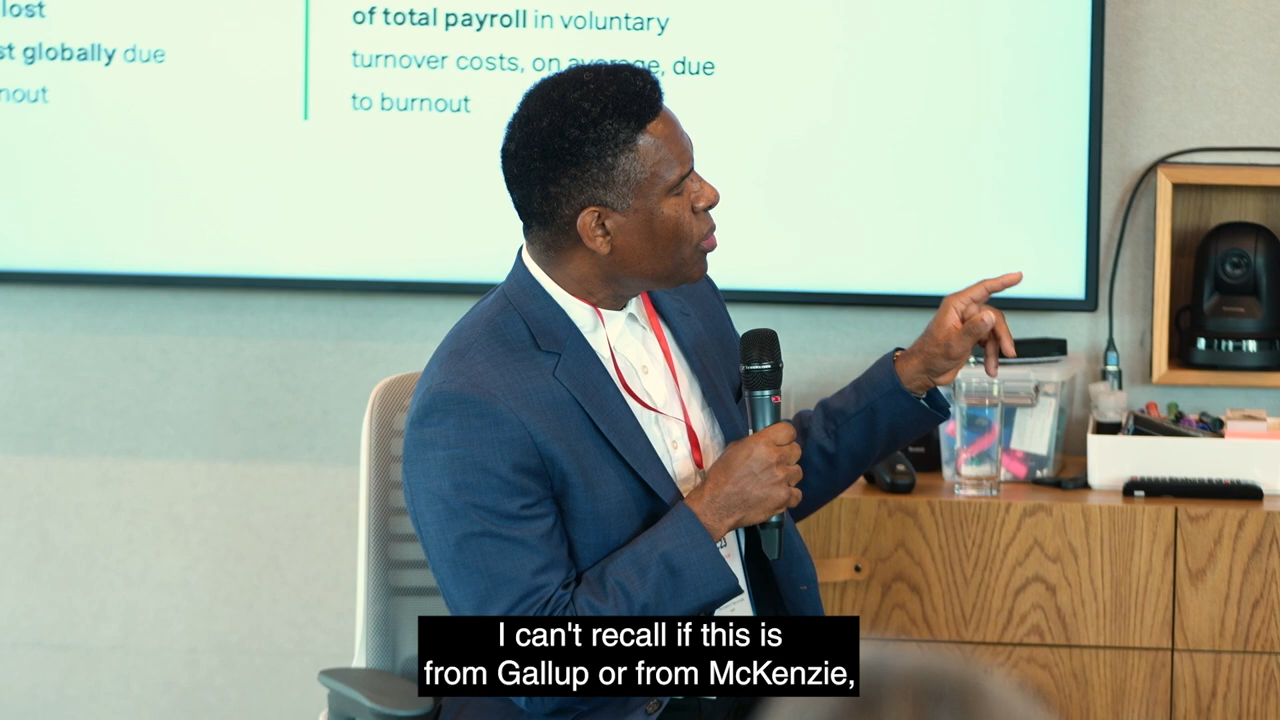 lost
st globally due
nout
of total payroll in voluntary
turnover costs, on average, due
to burnout
I can't recall if this is
from Gallup or from McKenzie,